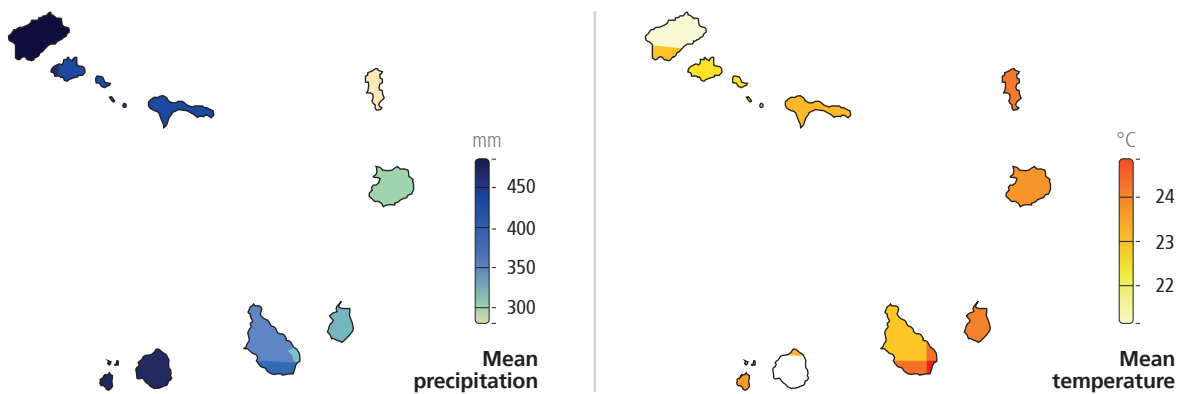 mm
450
400
350
300
Mean
precipitation
°C
24
23
22
Mean
temperature